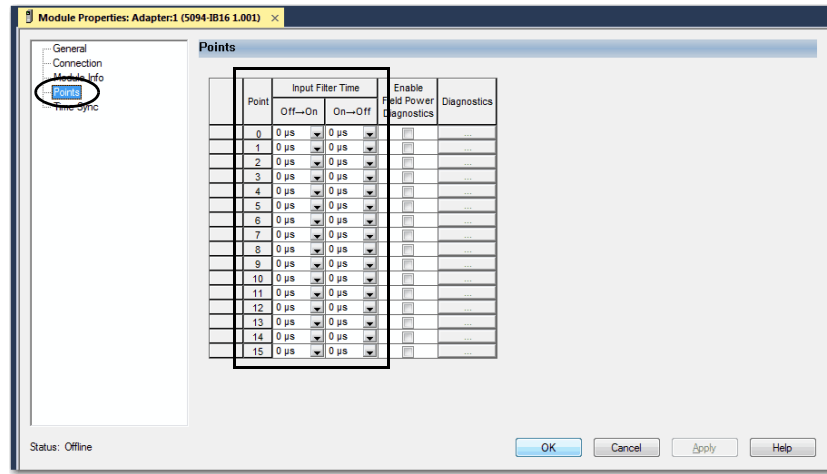 Module Properties: Adapter:1 (5094-IB16 1.001) ×
General
Connection
Module Info
Points
Time Sync
Points
Point
Input Filter Time
Off→On
On→Off
Enable
Field Power
Diagnostics
Diagnostics
0 0 µs 0 µs ...
1 0 µs 0 µs ...
2 0 µs 0 µs ...
3 0 µs 0 µs ...
4 0 µs 0 µs ...
5 0 µs 0 µs ...
6 0 µs 0 µs ...
7 0 µs 0 µs ...
8 0 µs 0 µs ...
9 0 µs 0 µs ...
10 0 µs 0 µs ...
11 0 µs 0 µs ...
12 0 µs 0 µs ...
13 0 µs 0 µs ...
14 0 µs 0 µs ...
15 0 µs 0 µs ...
Status: Offline
OK
Cancel
Apply
Help